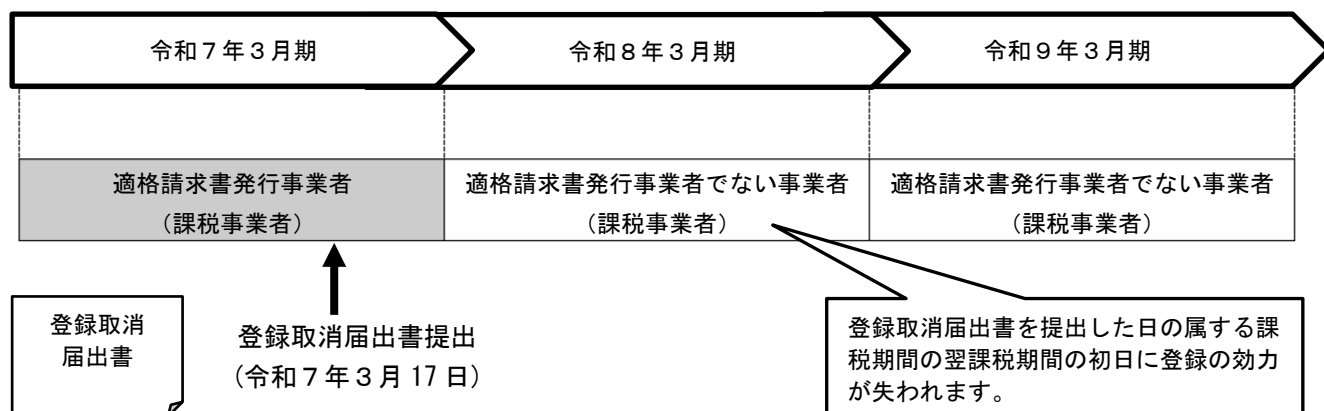 令和７年３月期
令和８年３月期
令和９年３月期
適格請求書発行事業者
（課税事業者）
適格請求書発行事業者でない事業者
（課税事業者）
適格請求書発行事業者でない事業者
（課税事業者）
登録取消
届出書
登録取消届出書提出
（令和７年３月 17 日）
登録取消届出書を提出した日の属する課
税期間の翌課税期間の初日に登録の効力
が失われます。